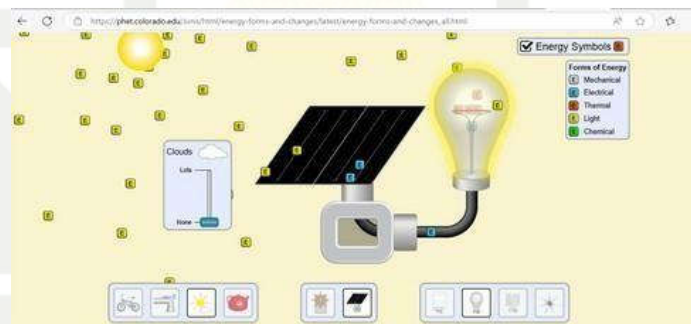 https://phet.colorado.edu/sims/html/energy-forms-and-changes/latest/energy-forms-and-changes_all.html
Energy Symbols E
Forms of Energy
E Mechanical
E Electrical
E Thermal
E Light
E Chemical
Clouds
Lots
None